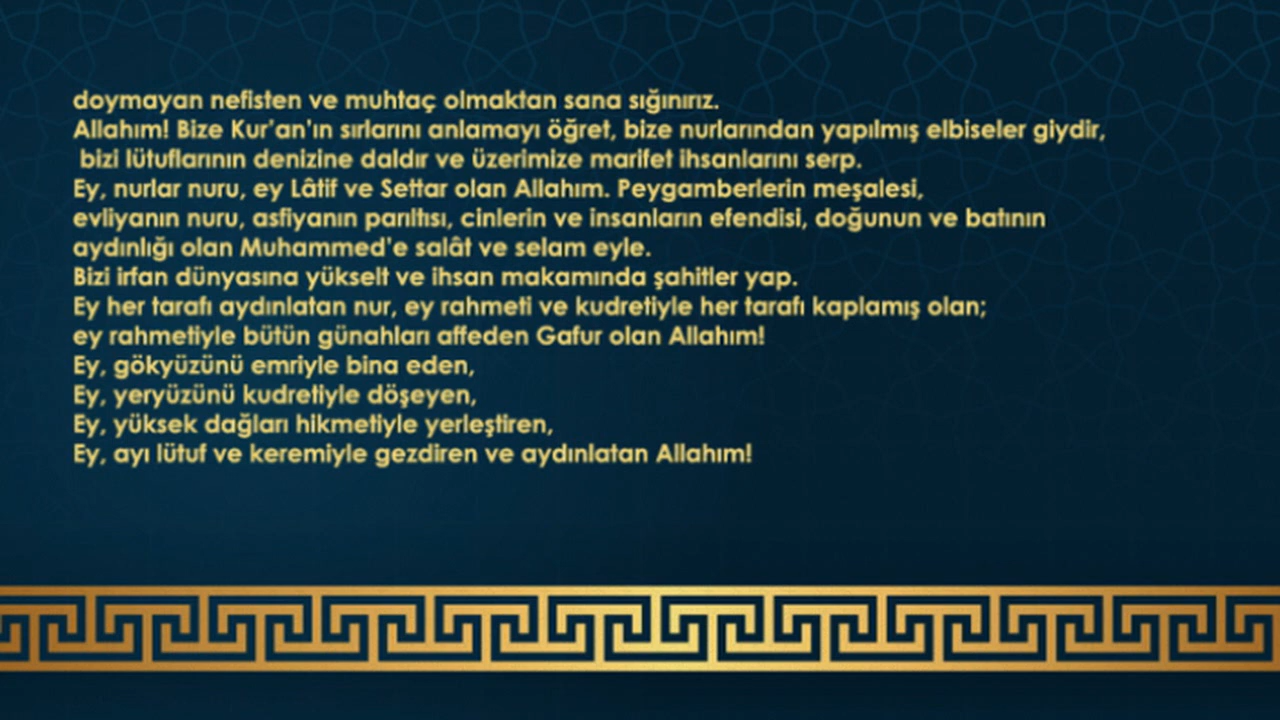 doymayan nefisten ve muhtaç olmaktan sana sığınırız.
Allahım! Bize Kur'an'ın sırlarını anlamayı öğret, bize nurlarından yapılmış elbiseler giydir,
bizi lütuflarının denizine daldır ve üzerimize marifet ihsanlarını serp.
Ey, nurlar nuru, ey Lâtif ve Settar olan Allahım. Peygamberlerin meşalesi,
evliyanın nuru, asfiyanın parıltısı, cinlerin ve insanların efendisi, doğunun ve batının
aydınlığı olan Muhammed'e salât ve selam eyle.
Bizi irfan dünyasına yükselt ve ihsan makamında şahitler yap.
Ey her tarafı aydınlatan nur, ey rahmeti ve kudretiyle her tarafı kaplamış olan;
ey rahmetiyle bütün günahları affeden Gafur olan Allahım!
Ey, gökyüzünü emriyle bina eden,
Ey, yeryüzünü kudretiyle döşeyen,
Ey, yüksek dağları hikmetiyle yerleştiren,
Ey, ayı lütuf ve keremiyle gezdiren ve aydınlatan Allahım!